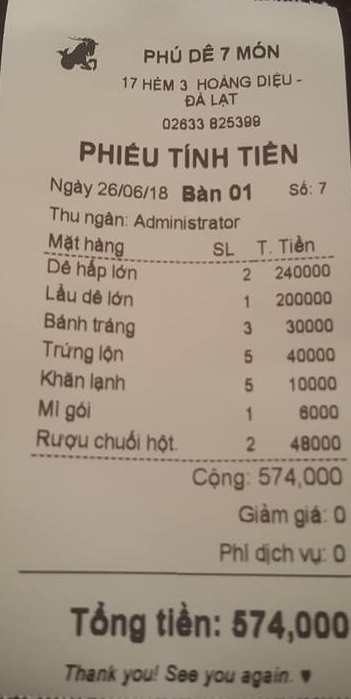 PHÚ DÊ 7 MÓN
17 HẺM 3 HOÀNG DIỆU -
ĐÀ LẠT
02633 825399
PHIẾU TÍNH TIỀN
Ngày 26/06/18 Bàn 01 Số: 7
Thu ngân: Administrator
Mặt hàng SL T. Tiền
Dê hấp lớn 2 240000
Lẩu dê lớn 1 200000
Bánh tráng 3 30000
Trứng lộn 5 40000
Khăn lạnh 5 10000
Mì gói 1 6000
Rượu chuối hột. 2 48000
Cộng: 574,000
Giảm giá: 0
Phí dịch vụ: 0
Tổng tiền: 574,000
Thank you! See you again. ♥